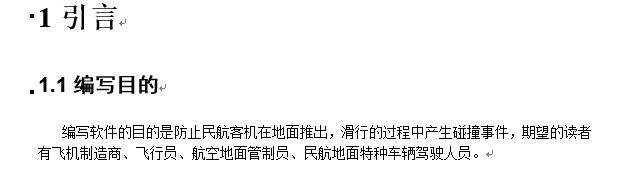 1 引言
1.1 编写目的
编写软件的目的是防止民航客机在地面推出，滑行的过程中产生碰撞事件，期望的读者
有飞机制造商、飞行员、航空地面管制员、民航地面特种车辆驾驶人员。